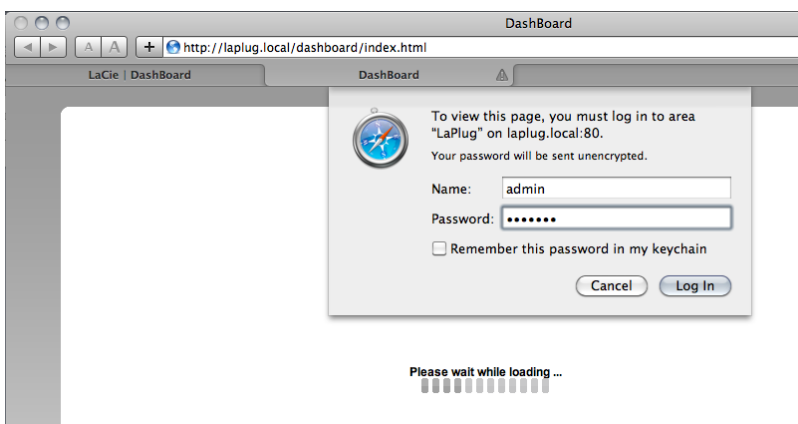 DashBoard
A A + http://laplug.local/dashboard/index.html
LaCie | DashBoard DashBoard
To view this page, you must log in to area
“LaPlug” on laplug.local:80.
Your password will be sent unencrypted.
Name: admin
Password: •••••••
Remember this password in my keychain
Cancel Log In
Please wait while loading ...